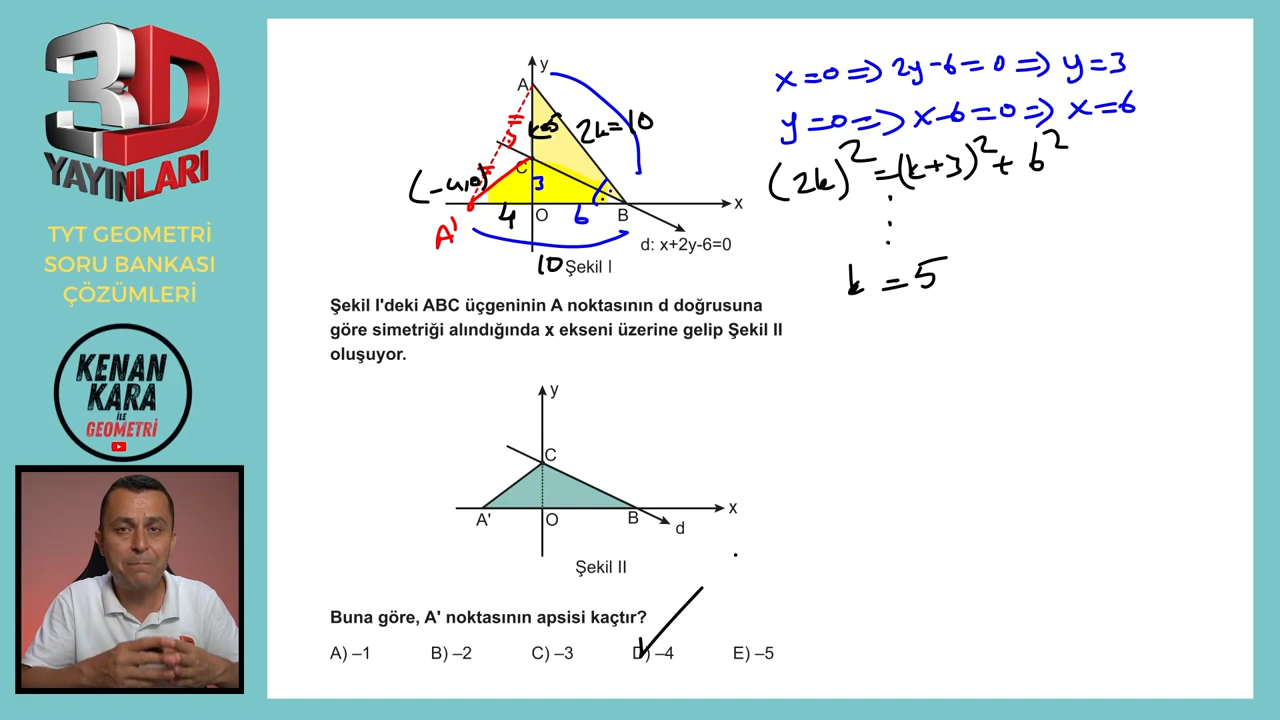 3D
YAYINLARI
TYT GEOMETRİ
SORU BANKASI
ÇÖZÜMLERİ
KENAN
KARA
İLE
GEOMETRİ
y
A
k=5
2k=10
5
C
(-4,0)
3
x
4
O
6
B
A'
d: x+2y-6=0
10
Şekil I
x=0 => 2y-6=0 => y=3
y=0 => x-6=0 => x=6
(2k)² = (k+3)² + 6²
k = 5
Şekil I'deki ABC üçgeninin A noktasının d doğrusuna
göre simetriği alındığında x ekseni üzerine gelip Şekil II
oluşuyor.
y
C
x
A'
O
B
d
Şekil II
Buna göre, A' noktasının apsisi kaçtır?
A) –1 B) –2 C) –3 D) –4 E) –5